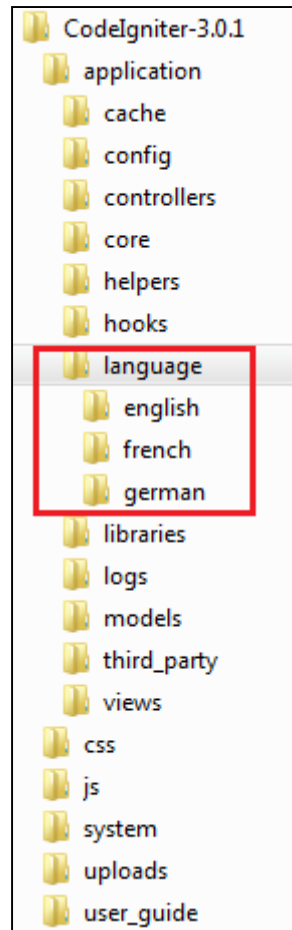 CodeIgniter-3.0.1
application
cache
config
controllers
core
helpers
hooks
language
english
french
german
libraries
logs
models
third_party
views
css
js
system
uploads
user_guide